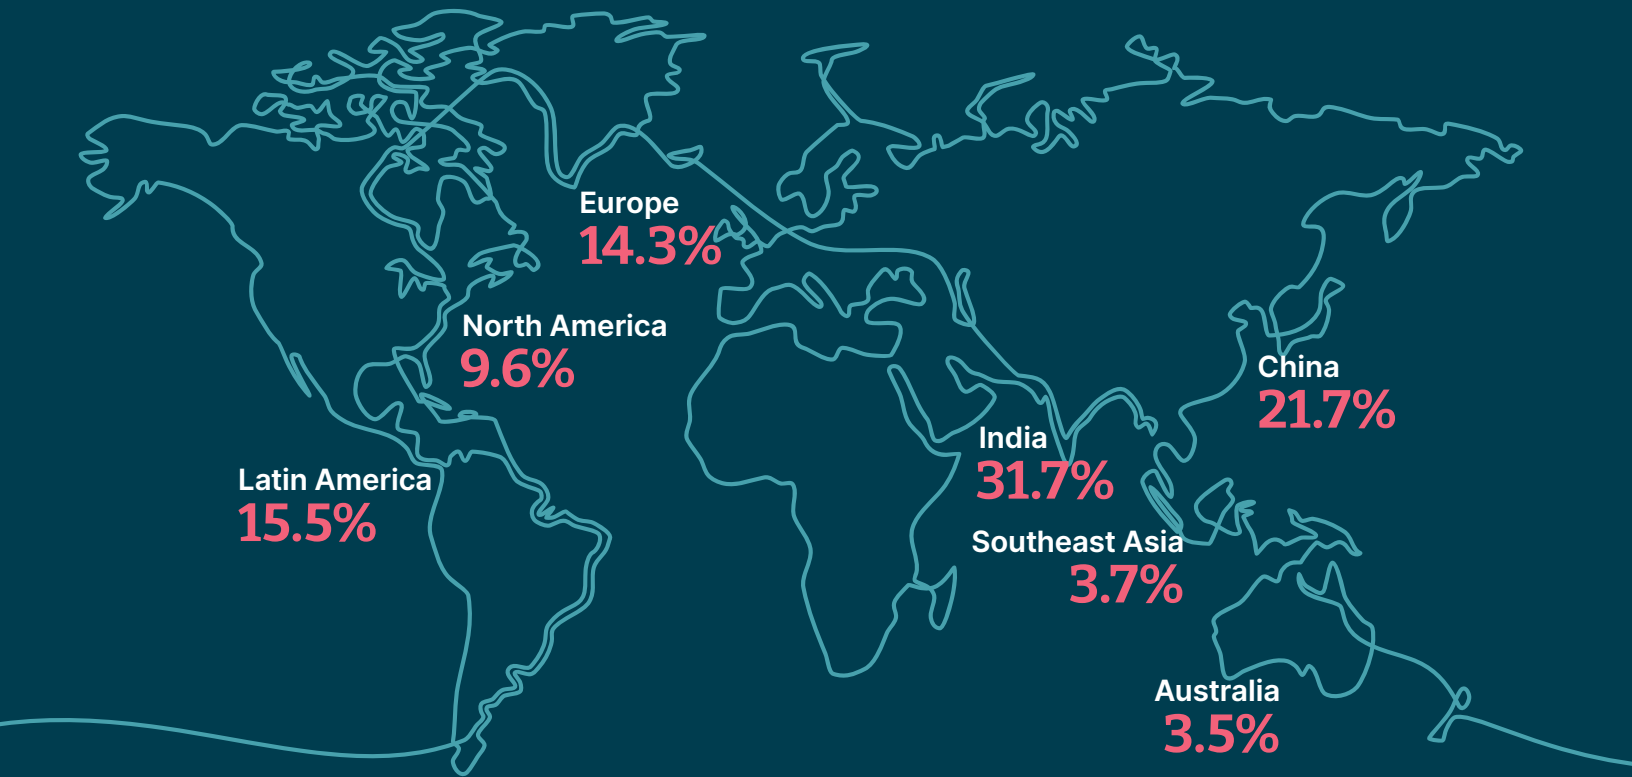 Europe
14.3%
North America
9.6%
China
21.7%
India
31.7%
Latin America
15.5%
Southeast Asia
3.7%
Australia
3.5%